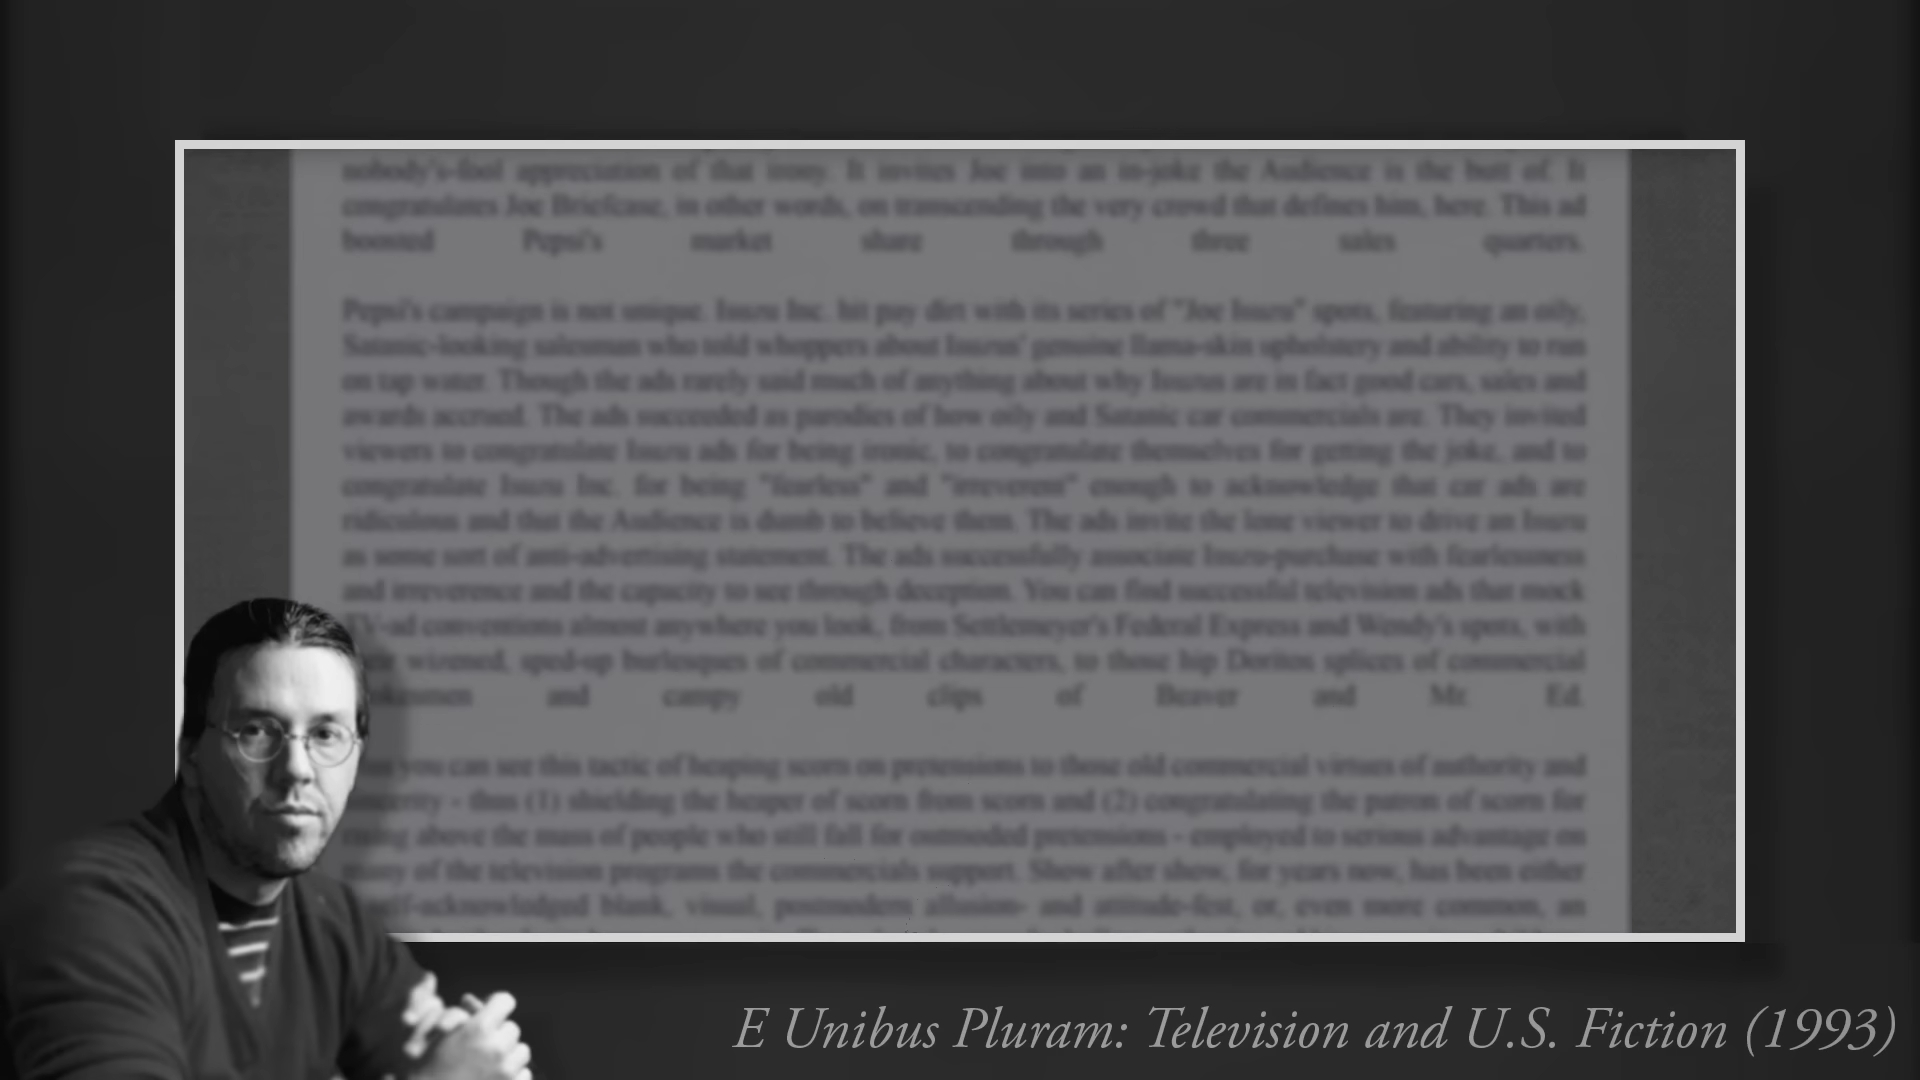 nobody's-fool appreciation of that irony. It invites Joe into an in-joke the Audience is the butt of. It
congratulates Joe Briefcase, in other words, on transcending the very crowd that defines him, here. This ad
boosted Pepsi's market share through three sales quarters.
Pepsi's campaign is not unique. Isuzu Inc. hit pay dirt with its series of "Joe Isuzu" spots, featuring an oily,
Satanic-looking salesman who told whoppers about Isuzus' genuine llama-skin upholstery and ability to run
on tap water. Though the ads rarely said much of anything about why Isuzus are in fact good cars, sales and
awards accrued. The ads succeeded as parodies of how oily and Satanic car commercials are. They invited
viewers to congratulate Isuzu ads for being ironic, to congratulate themselves for getting the joke, and to
congratulate Isuzu Inc. for being "fearless" and "irreverent" enough to acknowledge that car ads are
ridiculous and that the Audience is dumb to believe them. The ads invite the lone viewer to drive an Isuzu
as some sort of anti-advertising statement. The ads successfully associate Isuzu-purchase with fearlessness
and irreverence and the capacity to see through deception. You can find successful television ads that mock
TV-ad conventions almost anywhere you look, from Settlemeyer's Federal Express and Wendy's spots, with
wizened, sped-up burlesques of commercial characters, to those hip Doritos splices of commercial
and campy old clips of Beaver and Mr. Ed.
you can see this tactic of heaping scorn on pretensions to those old commercial virtues of authority and
- thus (1) shielding the heaper of scorn from scorn and (2) congratulating the patron of scorn for
above the mass of people who still fall for outmoded pretensions - employed to serious advantage on
many of the television programs the commercials support. Show after show, for years now, has been either
self-acknowledged blank, visual, postmodern allusion- and attitude-fest, or, even more common, an
E Unibus Pluram: Television and U.S. Fiction (1993)